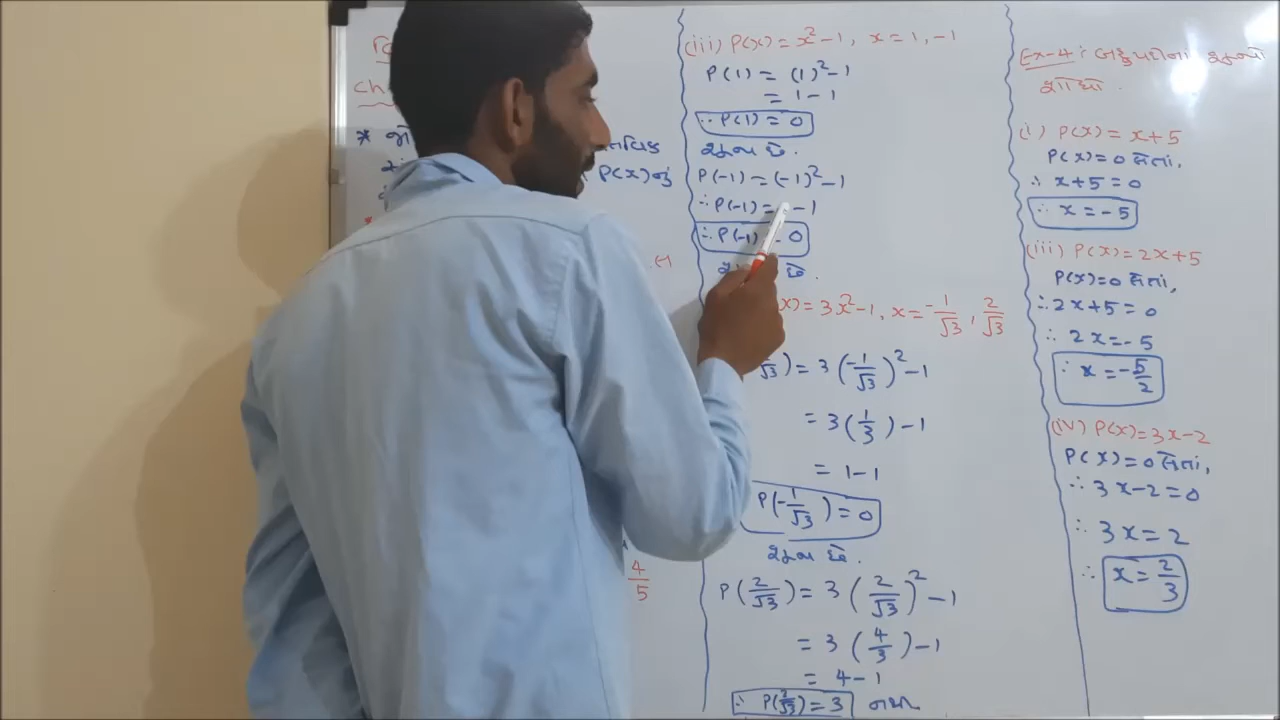 * જો
P(x)નું
4/5
(iii) P(x) = x² - 1, x = 1, -1
P(1) = (1)² - 1
= 1 - 1
∴ P(1) = 0
શૂન્ય છે.
P(-1) = (-1)² - 1
∴ P(-1) = - 1
∴ P(-1) = 0
છે.
x) = 3x² - 1, x = -1/√3, 2/√3
√3) = 3(-1/√3)² - 1
= 3(1/3) - 1
= 1 - 1
P(-1/√3) = 0
શૂન્ય છે.
P(2/√3) = 3(2/√3)² - 1
= 3(4/3) - 1
= 4 - 1
∴ P(2/√3) = 3
Ex-4 : બહુપદીનાં શૂન્યો
શોધો.
(i) P(x) = x + 5
P(x) = 0 લેતાં,
∴ x + 5 = 0
∴ x = -5
(iii) P(x) = 2x + 5
P(x) = 0 લેતાં,
∴ 2x + 5 = 0
∴ 2x = -5
∴ x = -5/2
(iv) P(x) = 3x - 2
P(x) = 0 લેતાં,
∴ 3x - 2 = 0
∴ 3x = 2
∴ x = 2/3